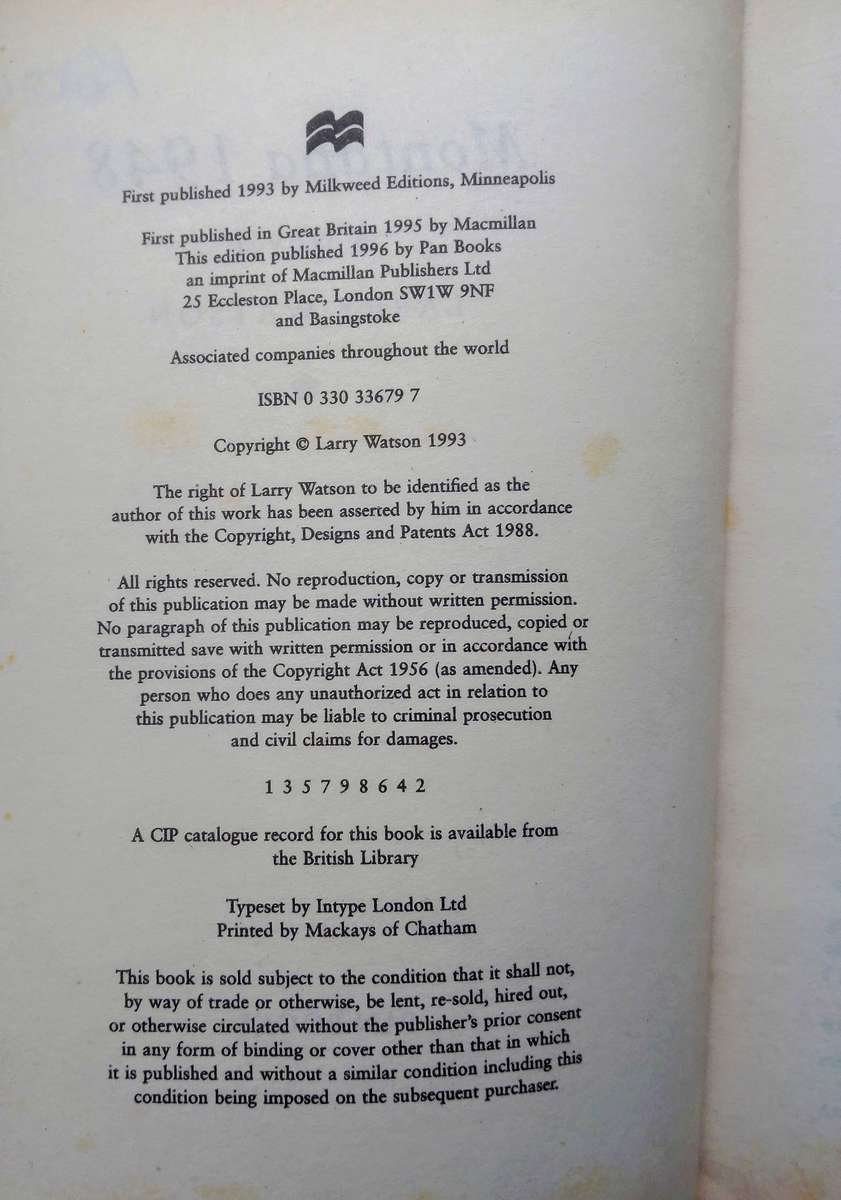 First published 1993 by Milkweed Editions, Minneapolis
First published in Great Britain 1995 by Macmillan
This edition published 1996 by Pan Books
an imprint of Macmillan Publishers Ltd
25 Eccleston Place, London SW1W 9NF
and Basingstoke
Associated companies throughout the world
ISBN 0 330 33679 7
Copyright © Larry Watson 1993
The right of Larry Watson to be identified as the
author of this work has been asserted by him in accordance
with the Copyright, Designs and Patents Act 1988.
All rights reserved. No reproduction, copy or transmission
of this publication may be made without written permission.
No paragraph of this publication may be reproduced, copied or
transmitted save with written permission or in accordance with
the provisions of the Copyright Act 1956 (as amended). Any
person who does any unauthorized act in relation to
this publication may be liable to criminal prosecution
and civil claims for damages.
1 3 5 7 9 8 6 4 2
A CIP catalogue record for this book is available from
the British Library
Typeset by Intype London Ltd
Printed by Mackays of Chatham
This book is sold subject to the condition that it shall not,
by way of trade or otherwise, be lent, re-sold, hired out,
or otherwise circulated without the publisher's prior consent
in any form of binding or cover other than that in which
it is published and without a similar condition including this
condition being imposed on the subsequent purchaser.